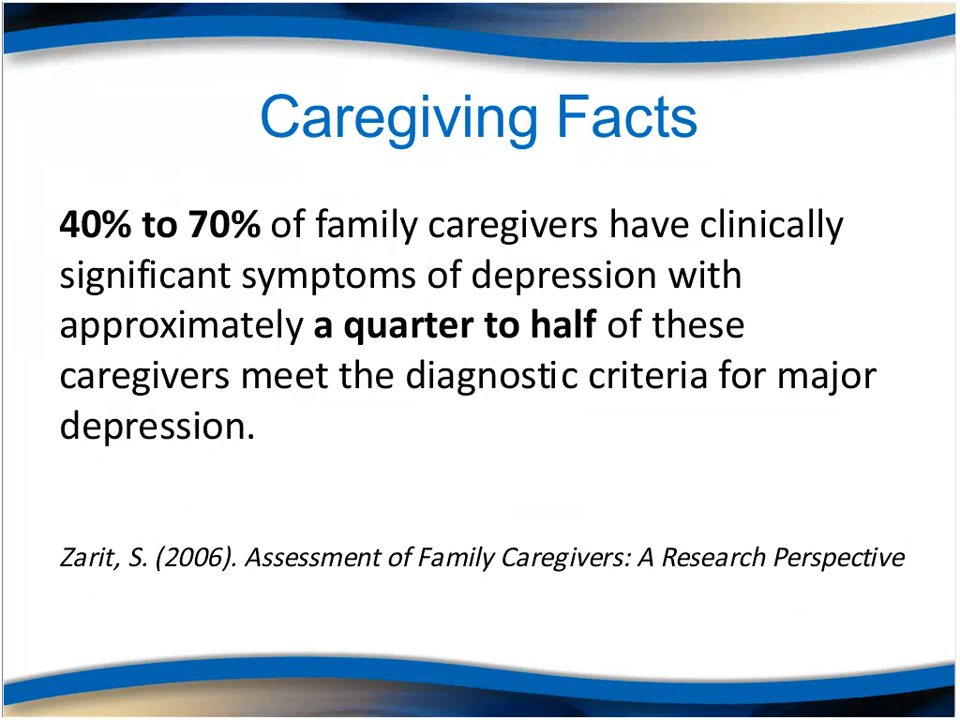 Caregiving Facts
40% to 70% of family caregivers have clinically
significant symptoms of depression with
approximately a quarter to half of these
caregivers meet the diagnostic criteria for major
depression.
Zarit, S. (2006). Assessment of Family Caregivers: A Research Perspective